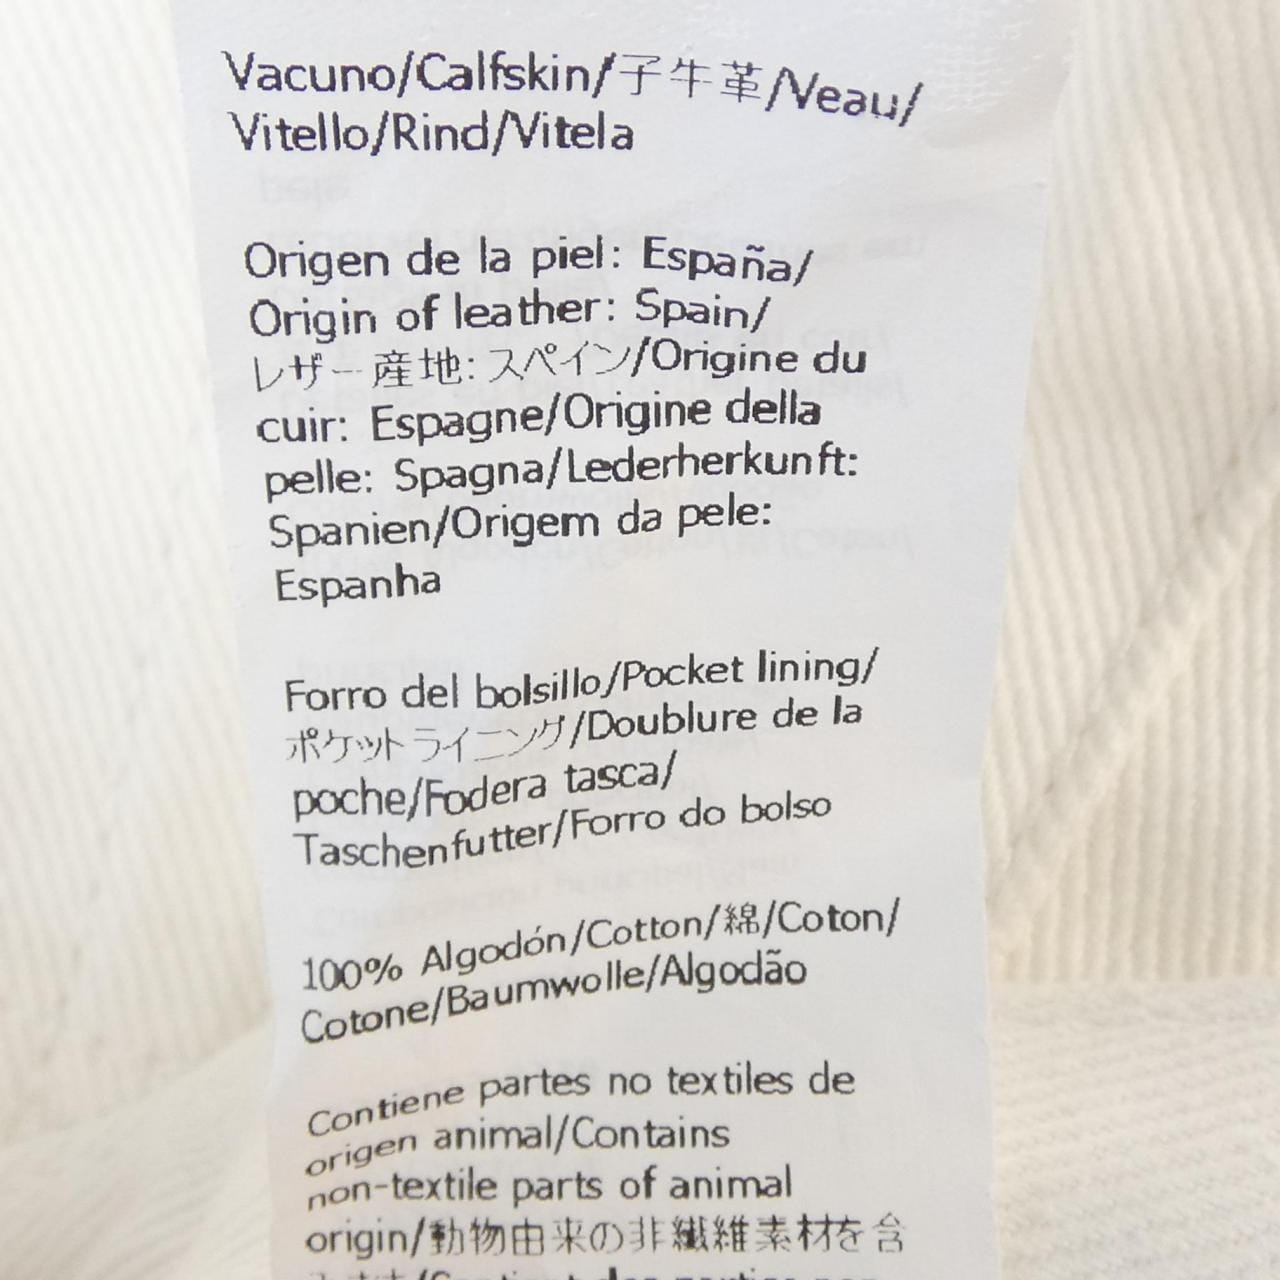 Vacuno/Calfskin/子牛革/Veau/
Vitello/Rind/Vitela
Origen de la piel: España/
Origin of leather: Spain/
レザー産地: スペイン/Origine du
cuir: Espagne/Origine della
pelle: Spagna/Lederherkunft:
Spanien/Origem da pele:
Espanha
Forro del bolsillo/Pocket lining/
ポケットライニング/Doublure de la
poche/Fodera tasca/
Taschenfutter/Forro do bolso
100% Algodón/Cotton/綿/Coton/
Cotone/Baumwolle/Algodão
Contiene partes no textiles de
origen animal/Contains
non-textile parts of animal
origin/動物由来の非繊維素材を含